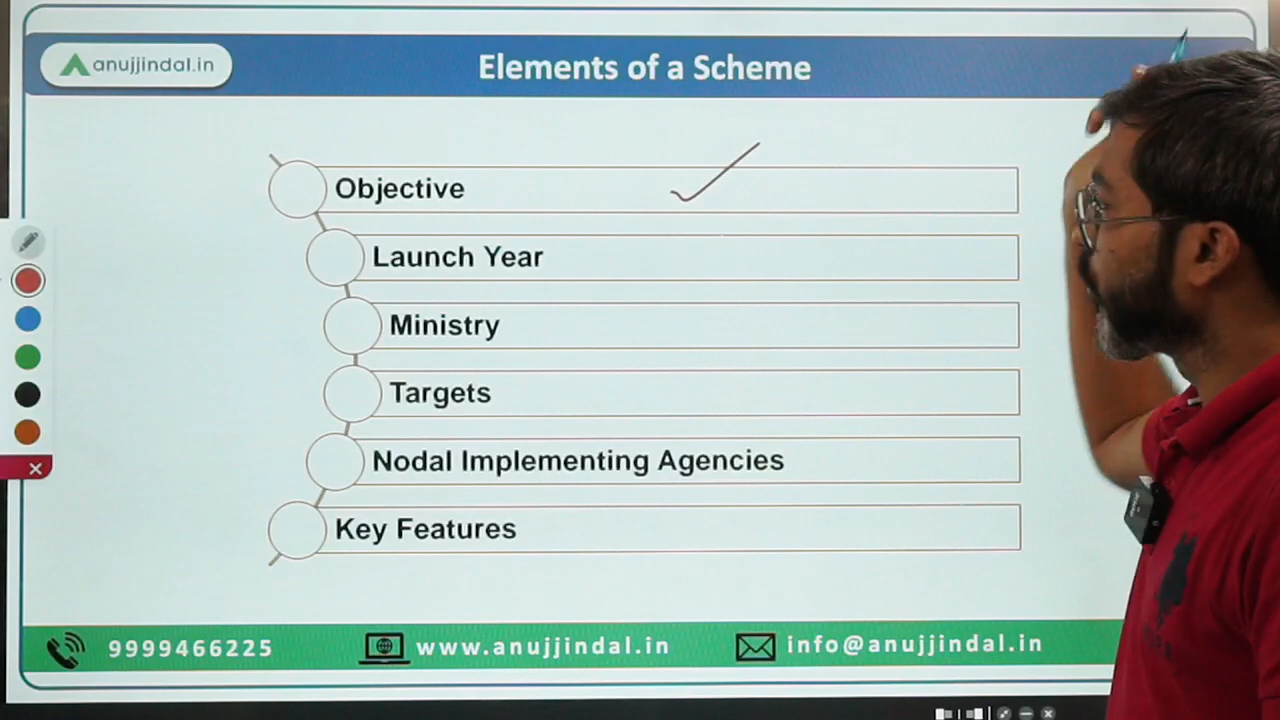 anujjindal.in
Elements of a Scheme
Objective
Launch Year
Ministry
Targets
Nodal Implementing Agencies
Key Features
9999466225 www.anujjindal.in info@anujjindal.in